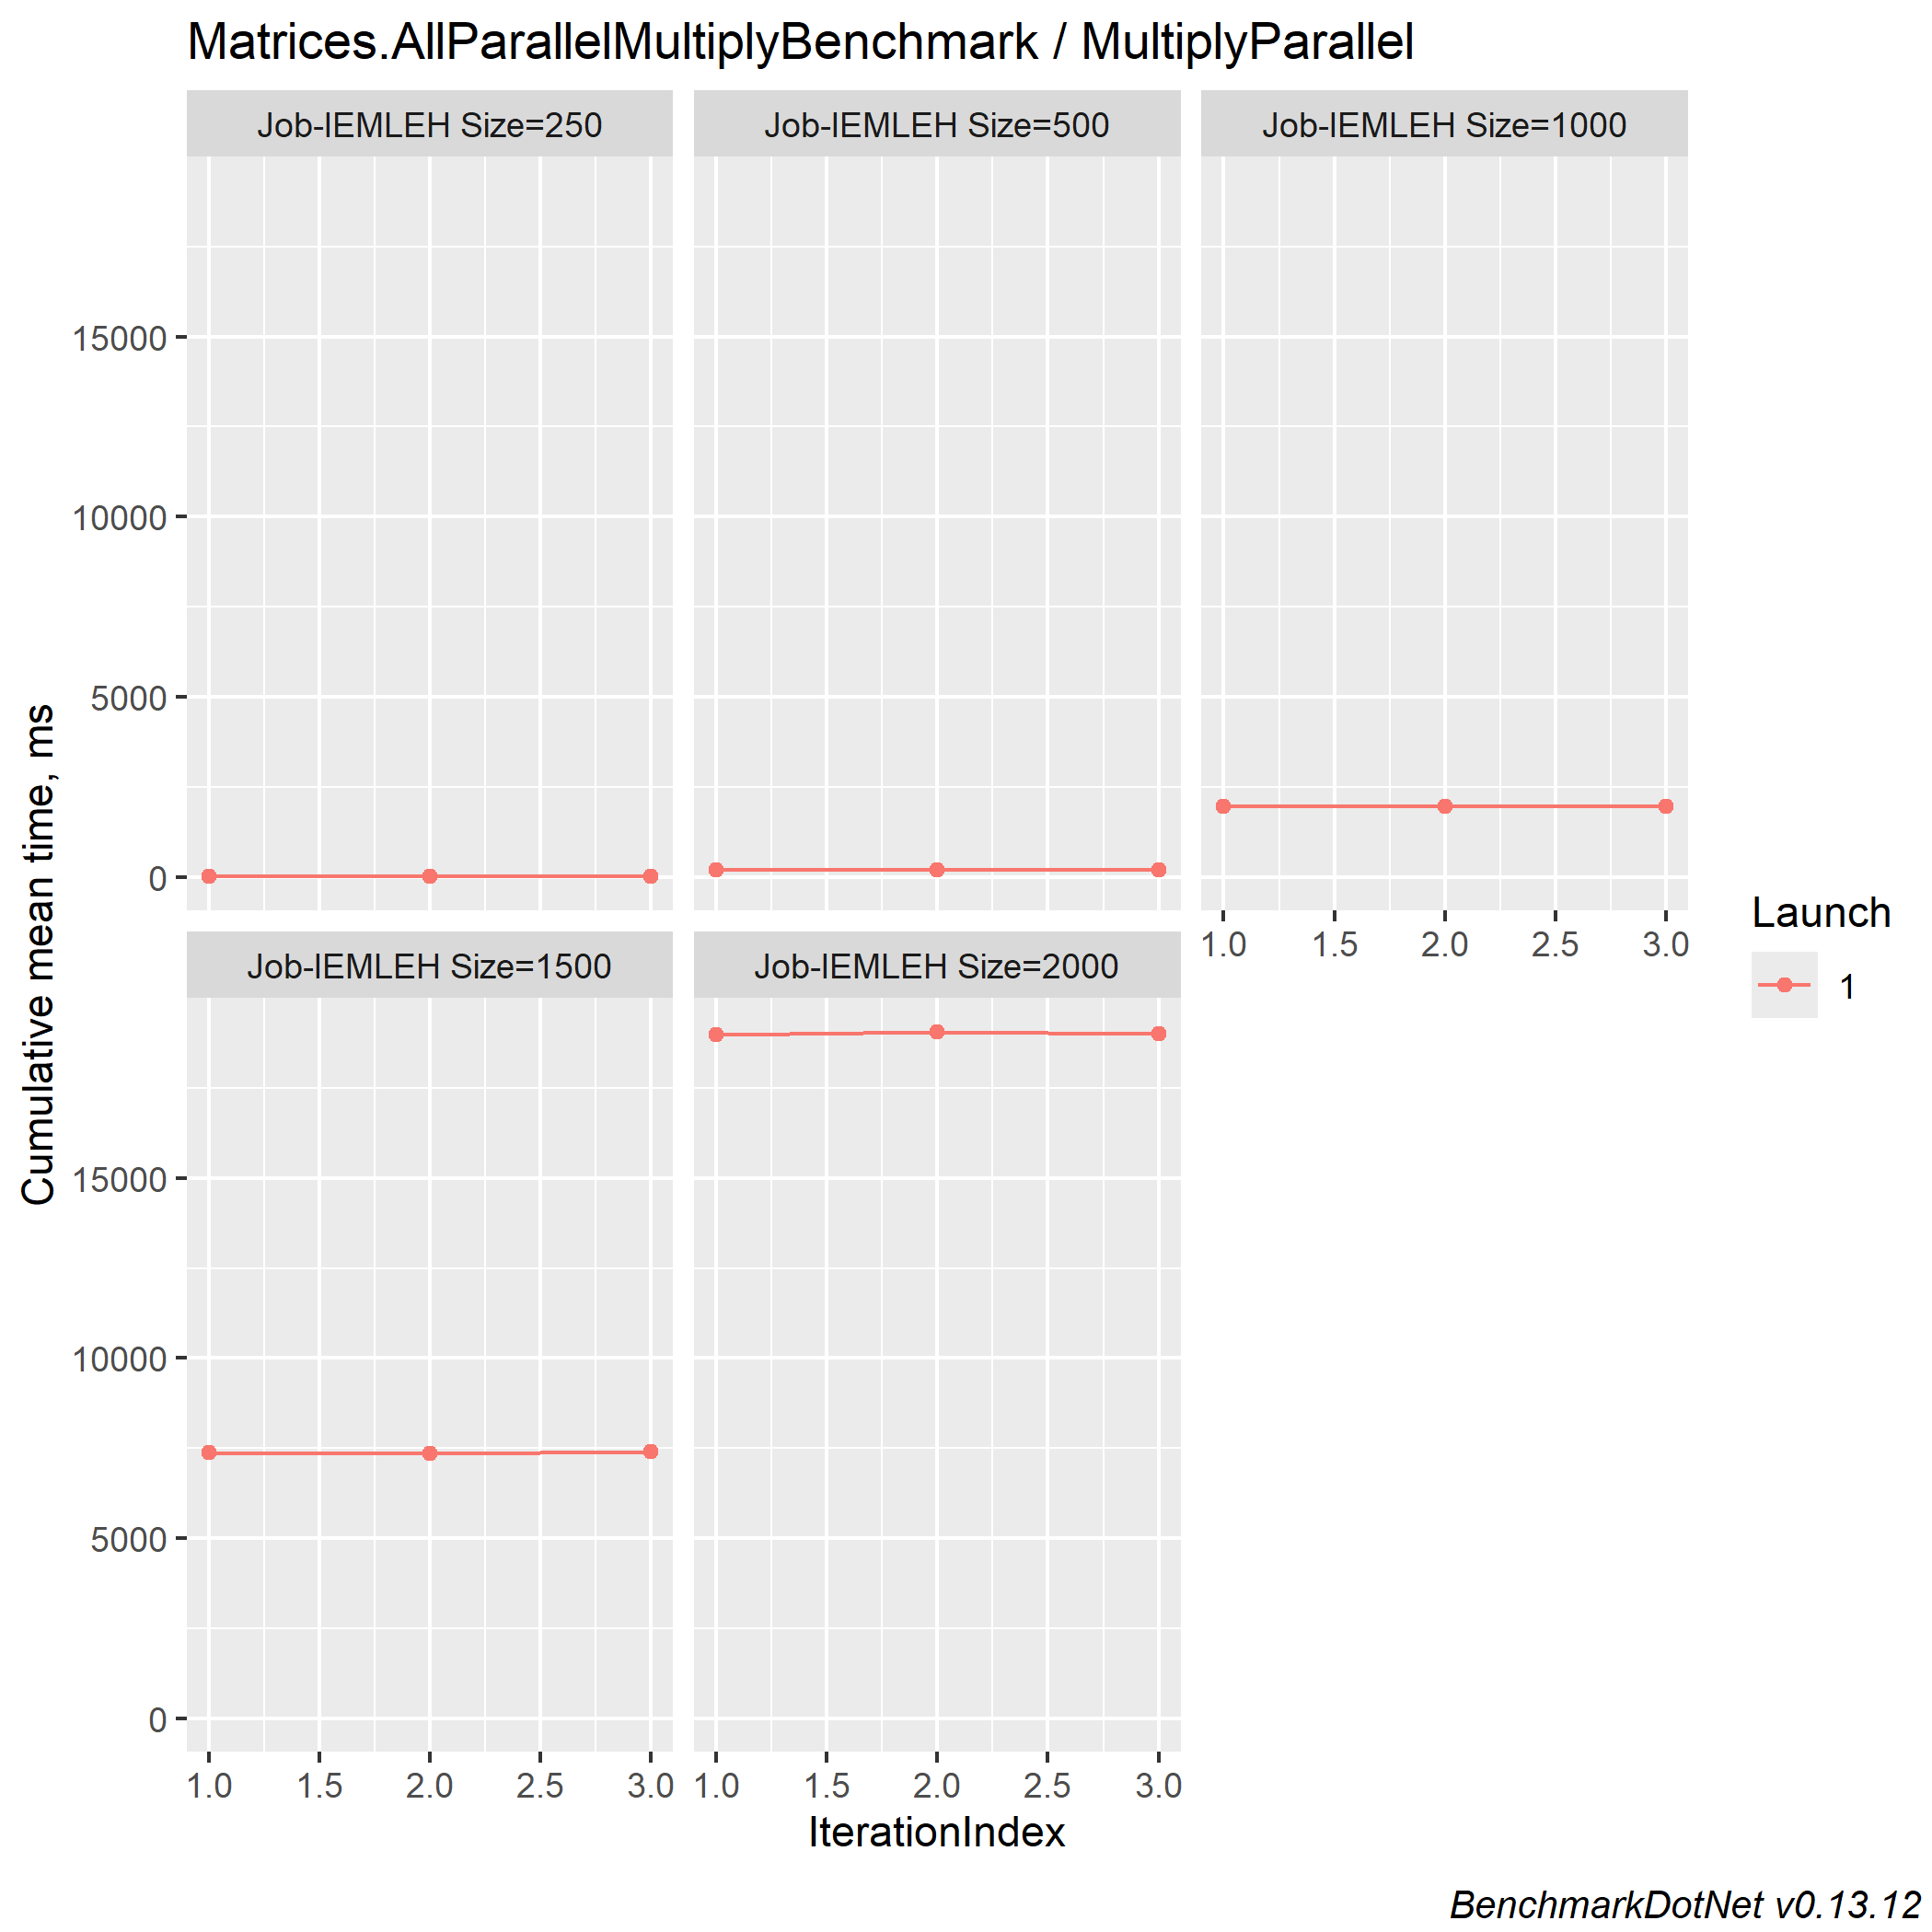 Matrices.AllParallelMultiplyBenchmark / MultiplyParallel
Job-IEMLEH Size=250
Job-IEMLEH Size=500
Job-IEMLEH Size=1000
15000
10000
5000
0
1.0 1.5 2.0 2.5 3.0
Job-IEMLEH Size=1500
Job-IEMLEH Size=2000
15000
10000
5000
0
1.0 1.5 2.0 2.5 3.0
1.0 1.5 2.0 2.5 3.0
Cumulative mean time, ms
IterationIndex
Launch
1
BenchmarkDotNet v0.13.12